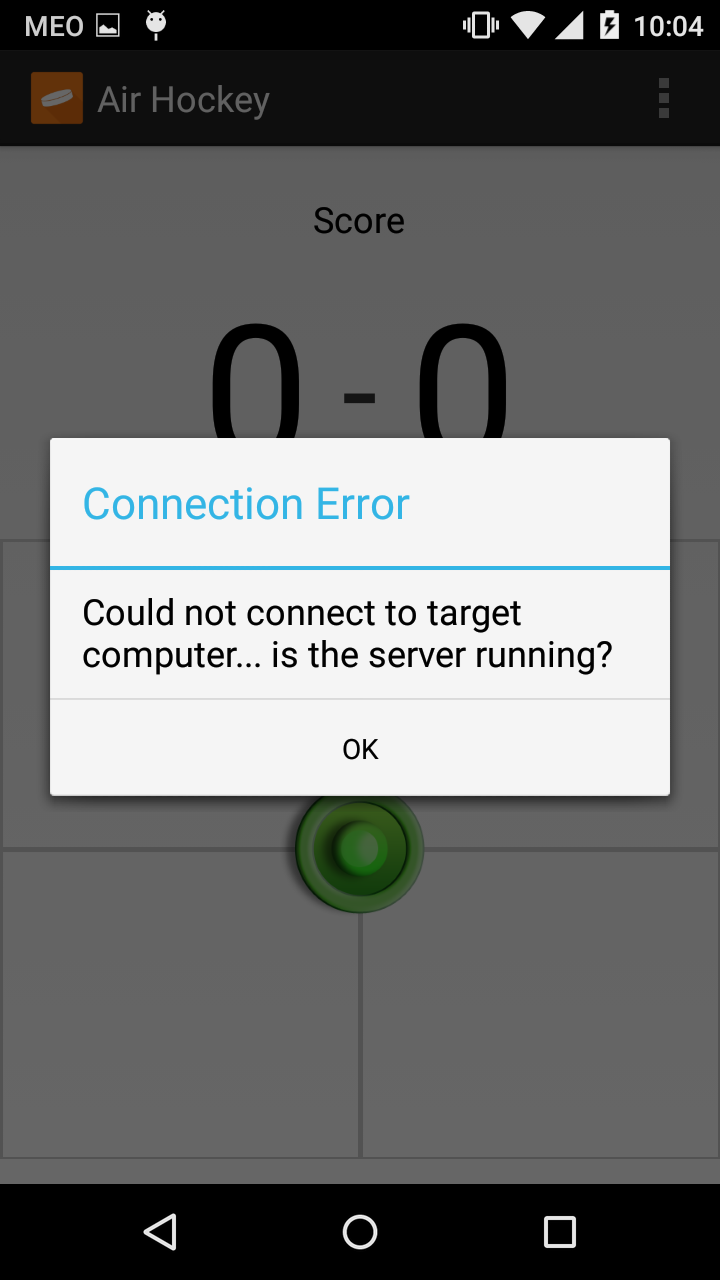 MEO 10:04
Air Hockey
Score
0 - 0
Connection Error
Could not connect to target
computer... is the server running?
OK